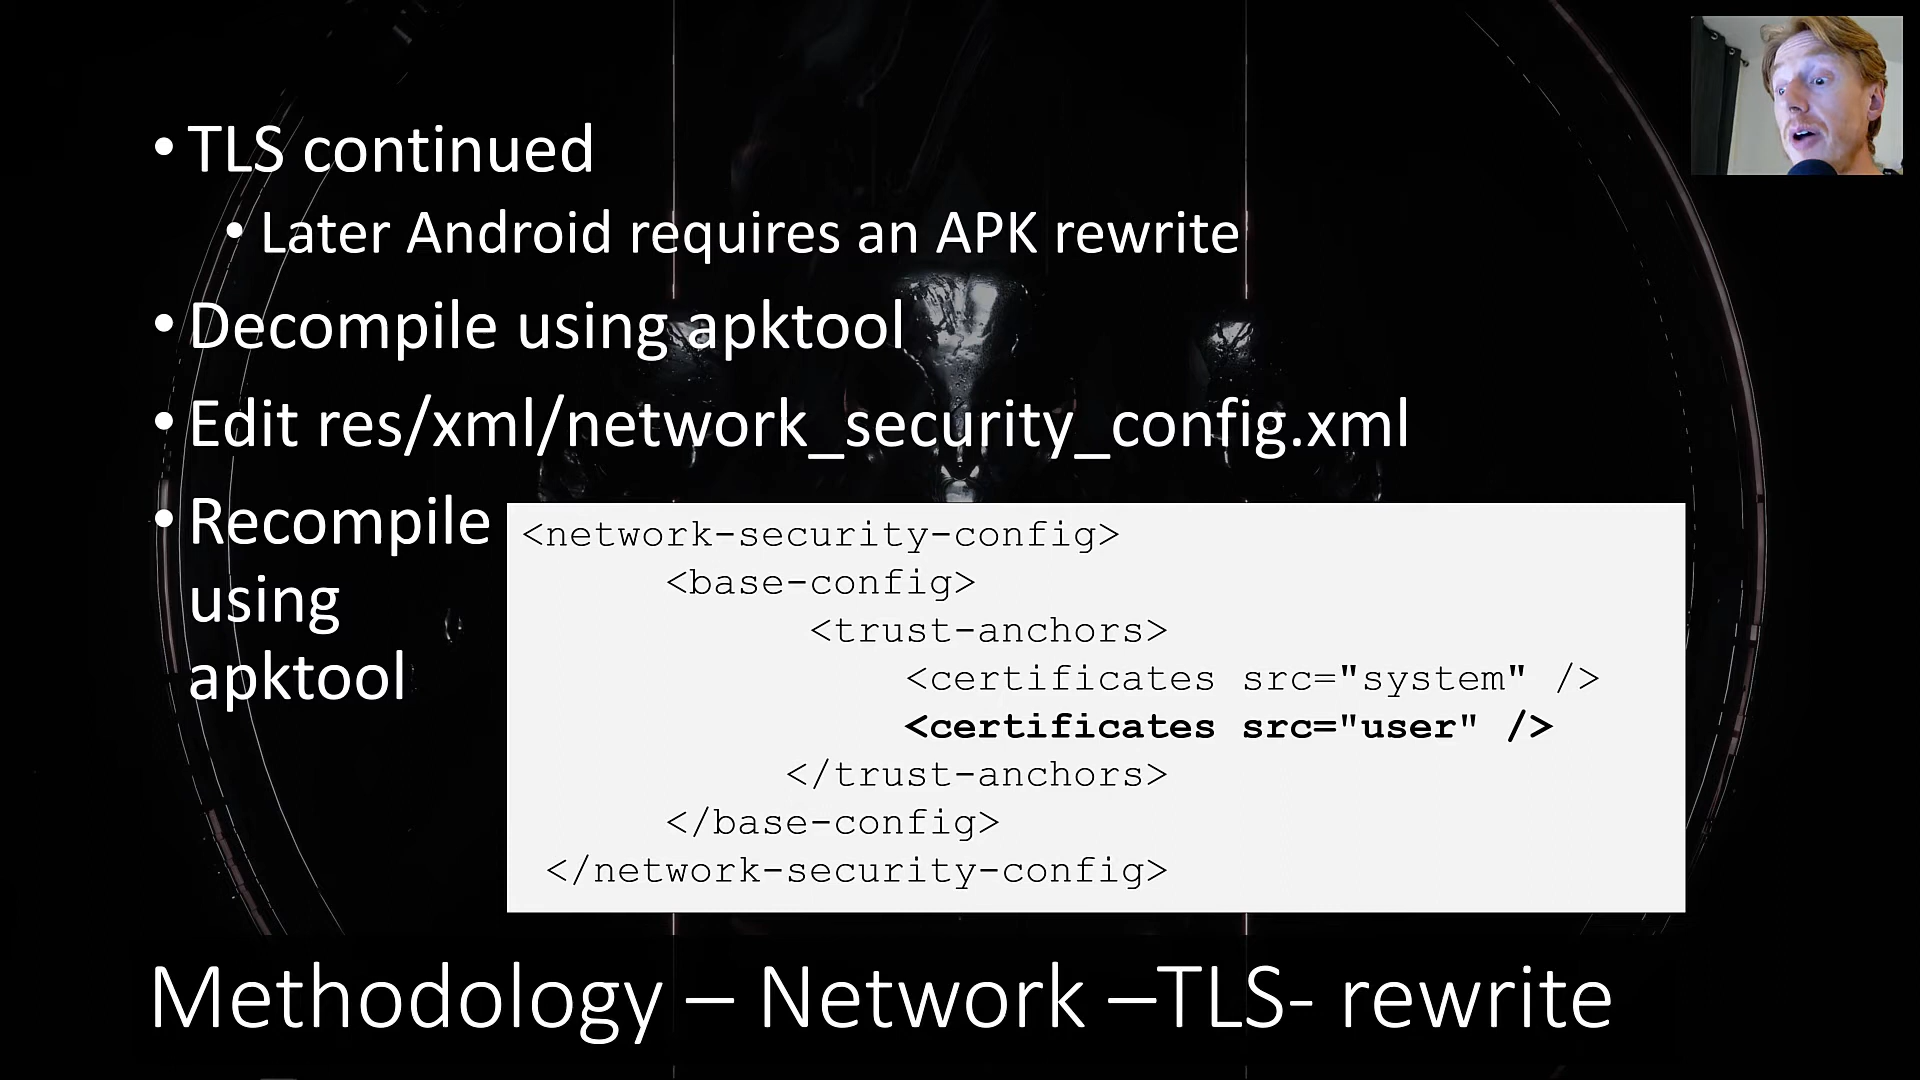 • TLS continued
• Later Android requires an APK rewrite
• Decompile using apktool
• Edit res/xml/network_security_config.xml
• Recompile
using
apktool
<network-security-config>
<base-config>
<trust-anchors>
<certificates src="system" />
<certificates src="user" />
</trust-anchors>
</base-config>
</network-security-config>
Methodology – Network –TLS- rewrite